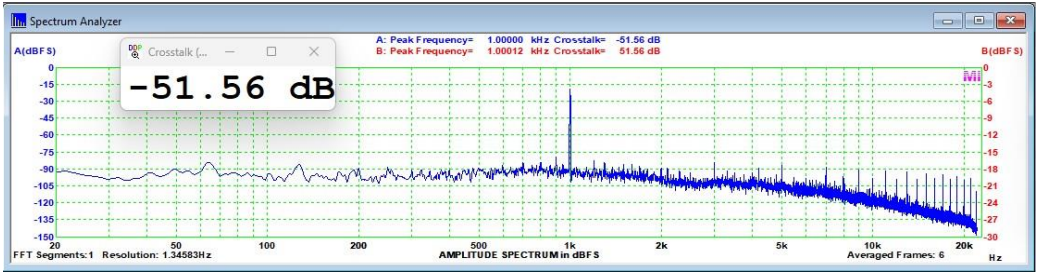 Spectrum Analyzer
A: Peak Frequency= 1.00000 kHz Crosstalk= -51.56 dB
B: Peak Frequency= 1.00012 kHz Crosstalk= 51.56 dB
A(dBFS)
B(dBFS)
DDP Crosstalk (...
-51.56 dB
MI
0
-15
-30
-45
-60
-75
-90
-105
-120
-135
-150
0
-3
-6
-9
-12
-15
-18
-21
-24
-27
-30
20 50 100 200 500 1k 2k 5k 10k 20k
FFT Segments:1 Resolution: 1.34583Hz AMPLITUDE SPECTRUM in dBFS Averaged Frames: 6 Hz